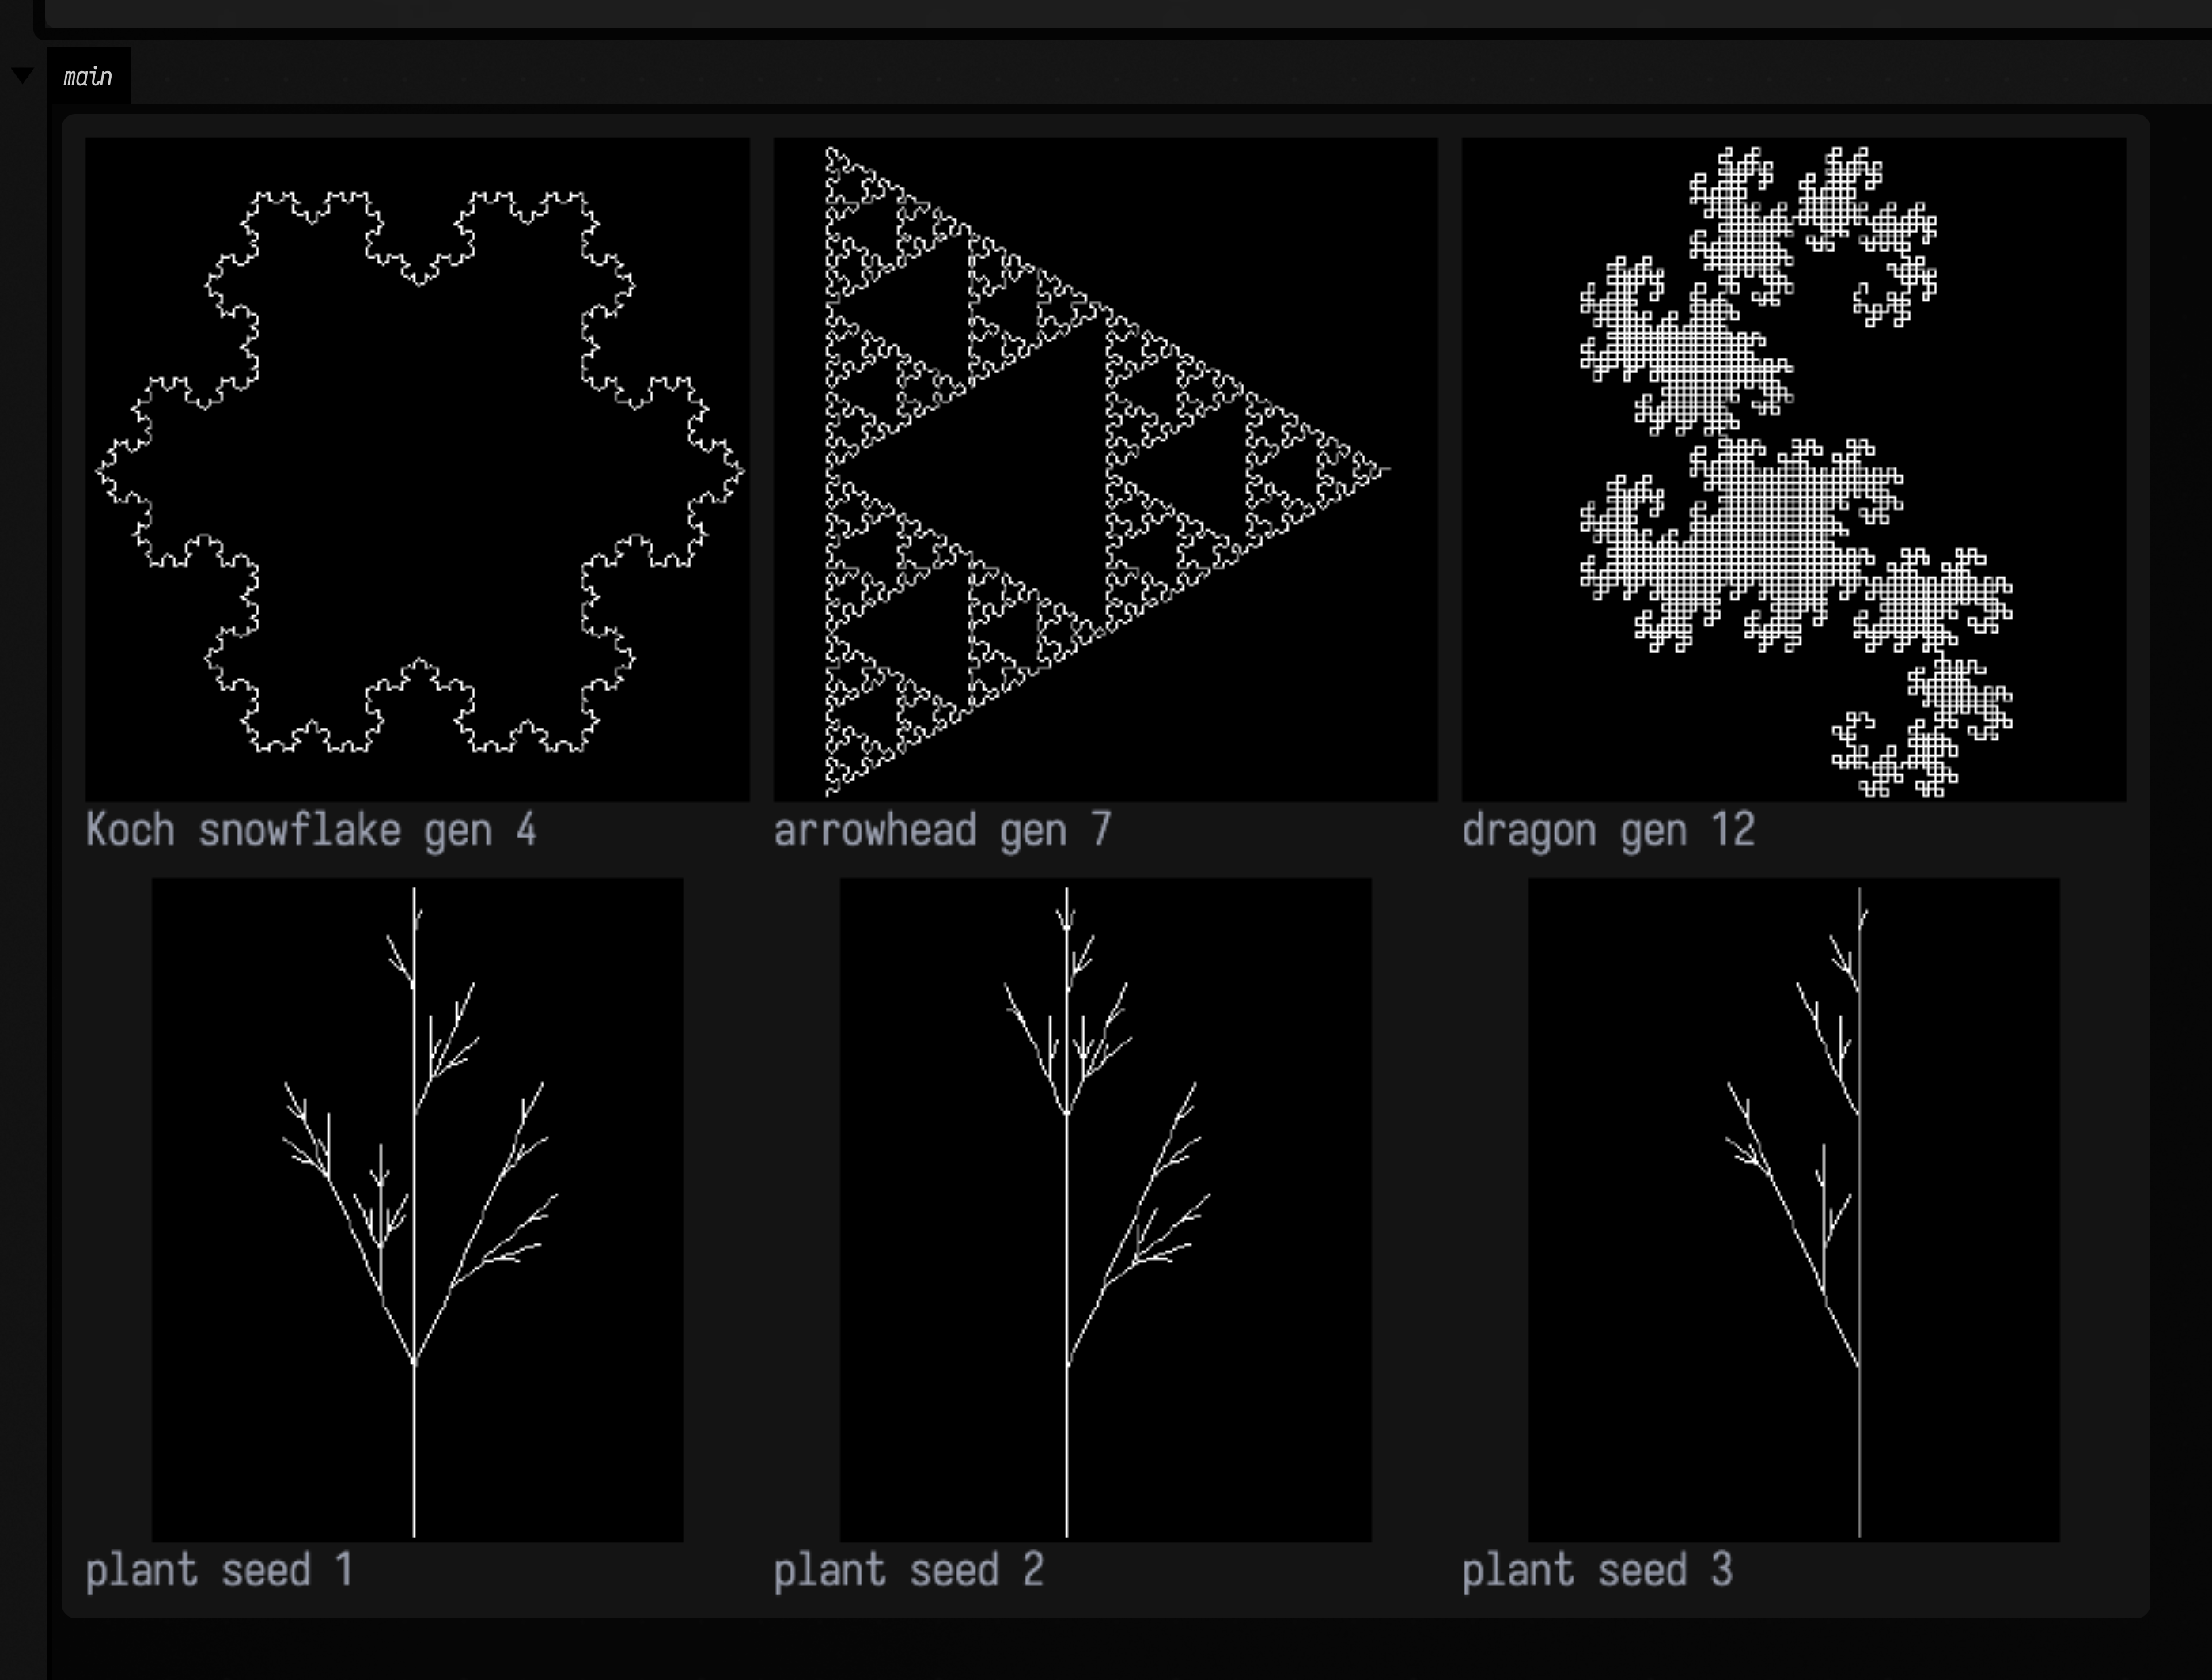 main
Koch snowflake gen 4
arrowhead gen 7
dragon gen 12
plant seed 1
plant seed 2
plant seed 3